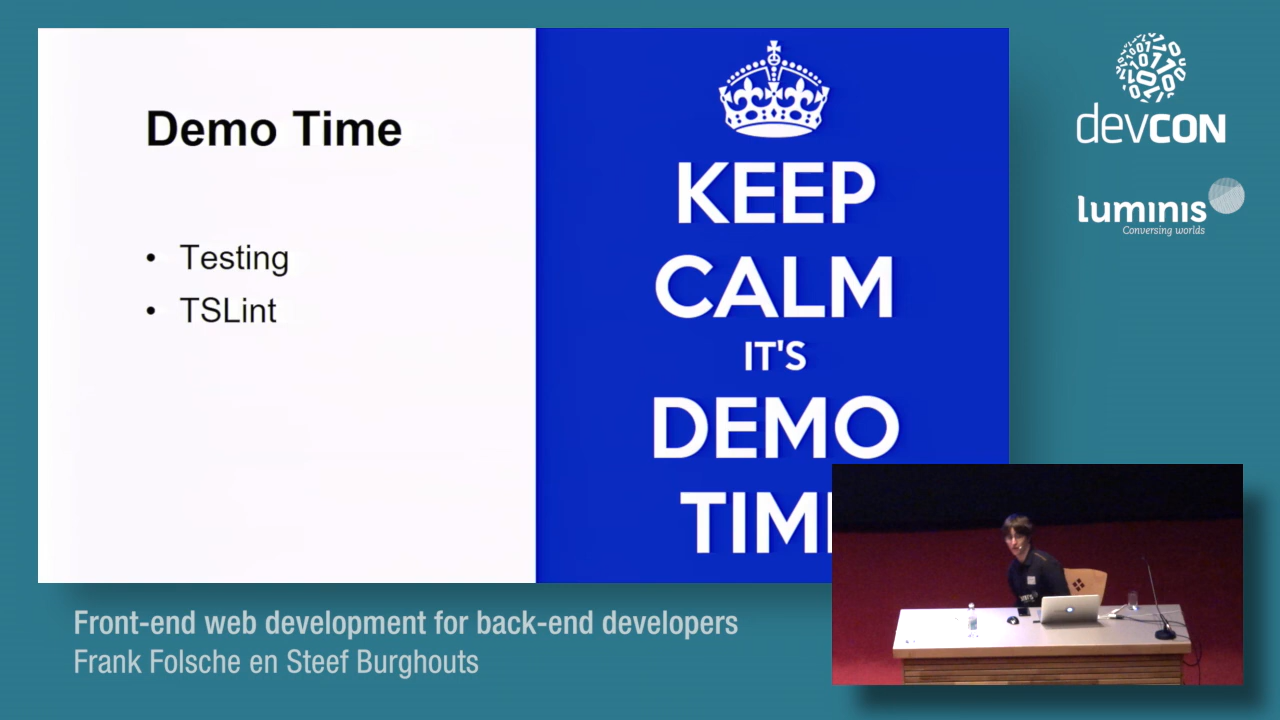 Demo Time
• Testing
• TSLint
KEEP
CALM
IT'S
DEMO
devCON
luminis
Conversing worlds
Front-end web development for back-end developers
Frank Folsche en Steef Burghouts